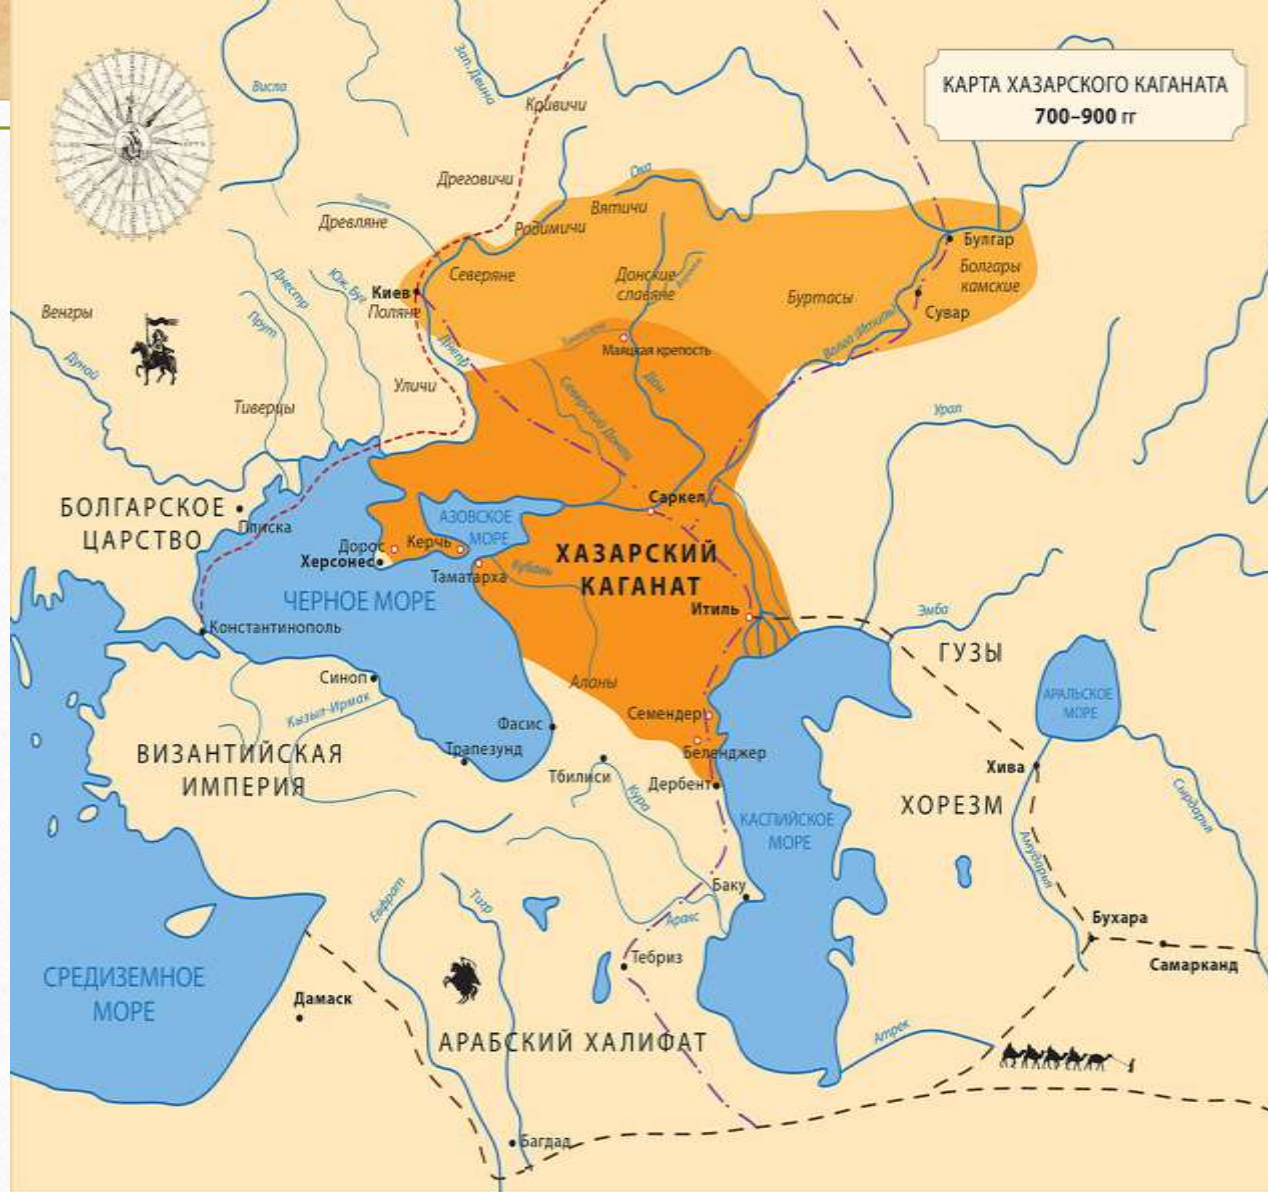 КАРТА ХАЗАРСКОГО КАГАНАТА
700–900 гг
Висла
Зап. Двина
Кривичи
Дреговичи
Древляне
Ока
Вятичи
Родимичи
Северяне
Донские
славяне
Буртасы
Булгар
Болгары
камские
Сувар
Волга (Итиль)
Киев
Поляне
Днепр
Юж. Буг
Днестр
Прут
Венгры
Дунай
Тиверцы
Уличи
Маяцкая крепость
Дон
Северский Донец
Урал
БОЛГАРСКОЕ
ЦАРСТВО
Плиска
Саркел
АЗОВСКОЕ
МОРЕ
Дорос
Керчь
Херсонес
Таматарха
Кубань
ХАЗАРСКИЙ
КАГАНАТ
ЧЕРНОЕ МОРЕ
Итиль
Эмба
ГУЗЫ
Константинополь
Синоп
Кызыл-Ирмак
Аланы
Семендер
Беленджер
Дербент
Фасис
Трапезунд
Тбилиси
Кура
ВИЗАНТИЙСКАЯ
ИМПЕРИЯ
АРАЛЬСКОЕ
МОРЕ
Хива
ХОРЕЗМ
Сырдарья
Амударья
КАСПИЙСКОЕ
МОРЕ
Баку
Аракс
Евфрат
Тигр
Тебриз
Бухара
Самарканд
СРЕДИЗЕМНОЕ
МОРЕ
Дамаск
АРАБСКИЙ ХАЛИФАТ
Атрек
Багдад